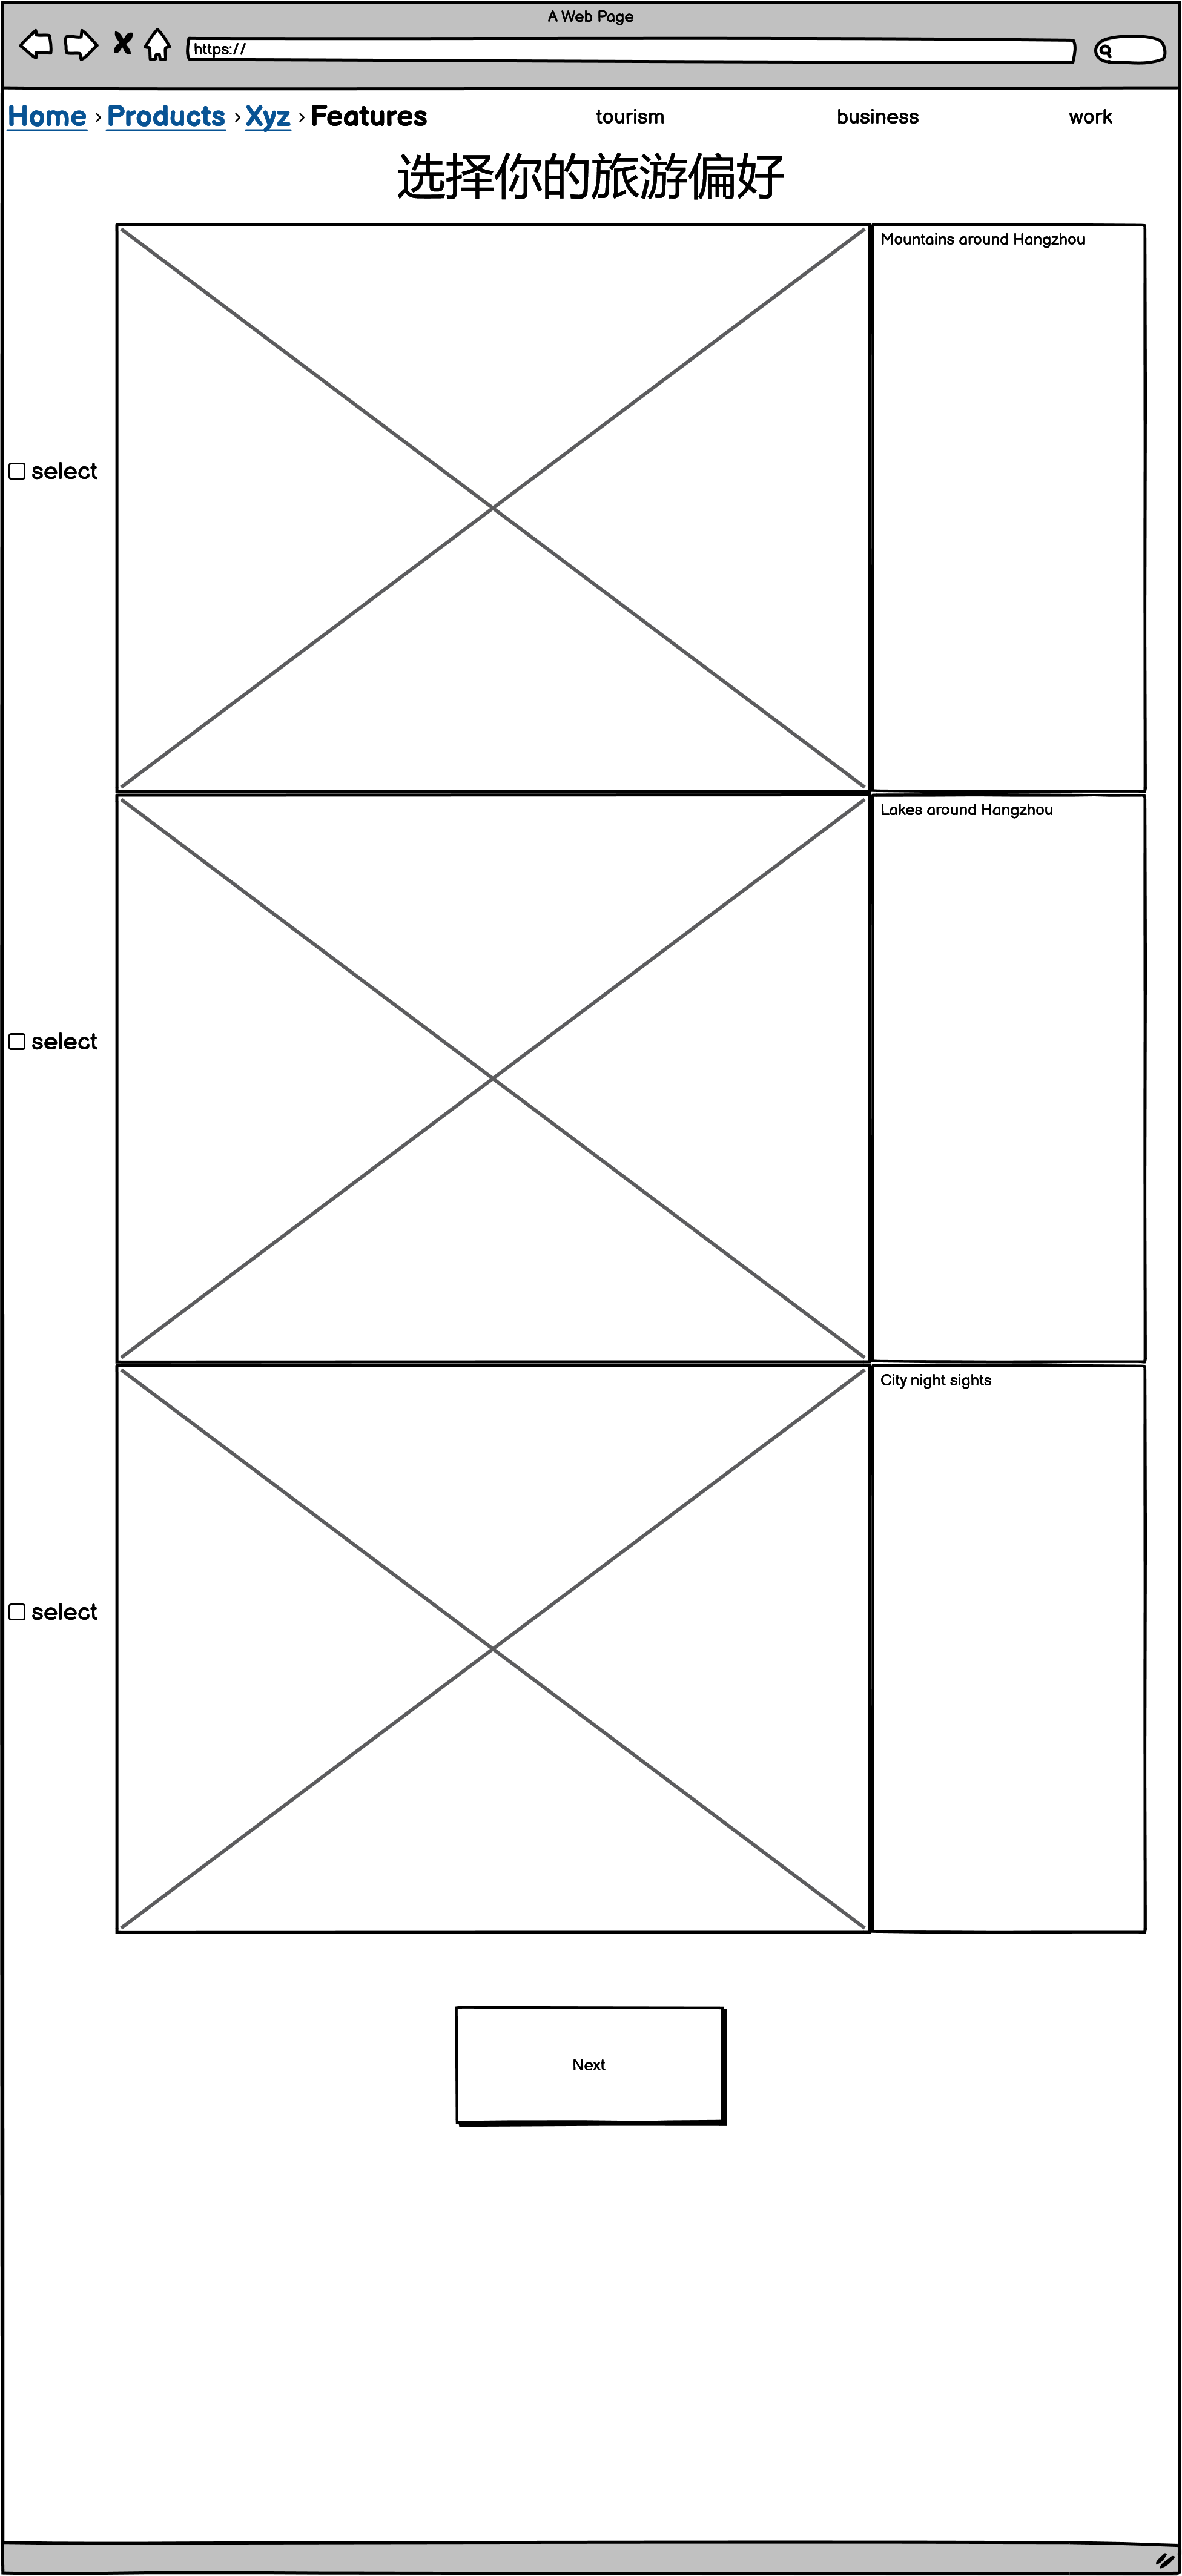 A Web Page
https://
Home > Products > Xyz > Features tourism business work
选择你的旅游偏好
Mountains around Hangzhou
select
Lakes around Hangzhou
select
City night sights
select
Next